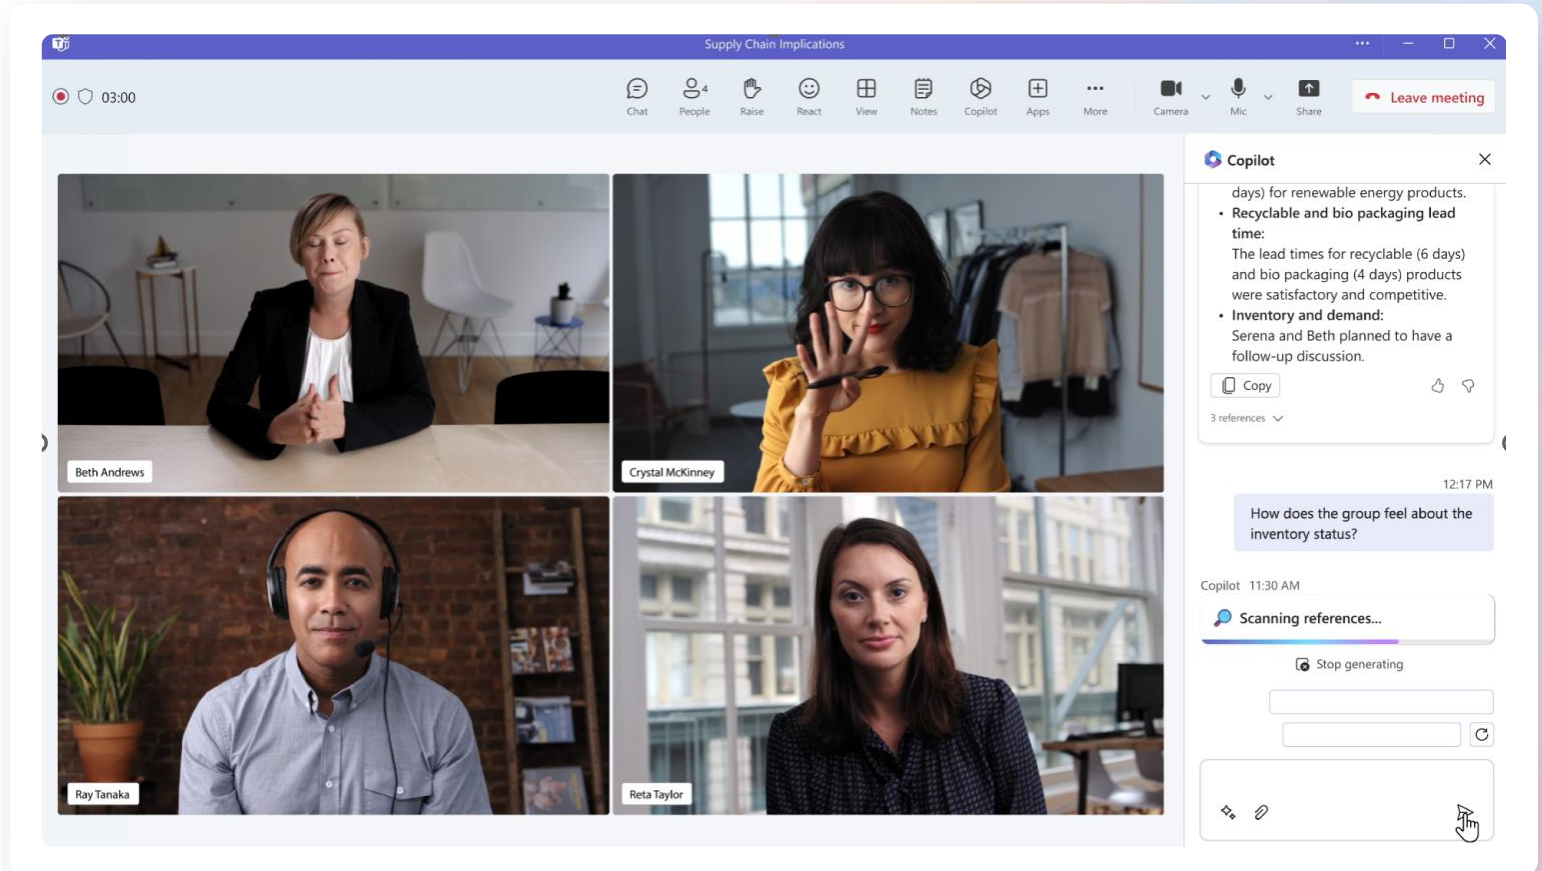 Supply Chain Implications
03:00
Chat
People
4
Raise
React
View
Notes
Copilot
Apps
More
Camera
Mic
Share
Leave meeting
Beth Andrews
Crystal McKinney
Ray Tanaka
Reta Taylor
Copilot
days) for renewable energy products.
• Recyclable and bio packaging lead
time:
The lead times for recyclable (6 days)
and bio packaging (4 days) products
were satisfactory and competitive.
• Inventory and demand:
Serena and Beth planned to have a
follow-up discussion.
Copy
3 references
12:17 PM
How does the group feel about the
inventory status?
Copilot 11:30 AM
Scanning references...
Stop generating